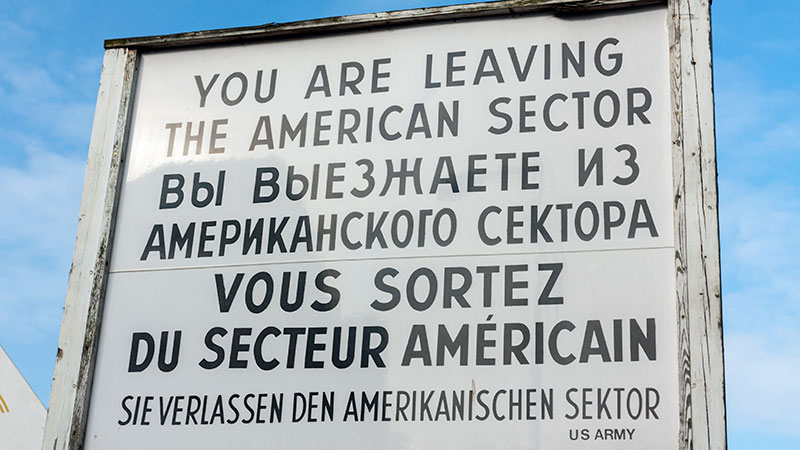 YOU ARE LEAVING
THE AMERICAN SECTOR
ВЫ ВЫЕЗЖАЕТЕ ИЗ
АМЕРИКАНСКОГО СЕКТОРА
VOUS SORTEZ
DU SECTEUR AMÉRICAIN
SIE VERLASSEN DEN AMERIKANISCHEN SEKTOR
US ARMY